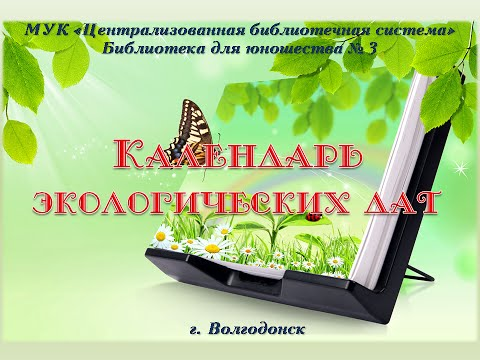 МУК «Централизованная библиотечная система»
Библиотека для юношества № 3
Календарь
экологических дат
г. Волгодонск